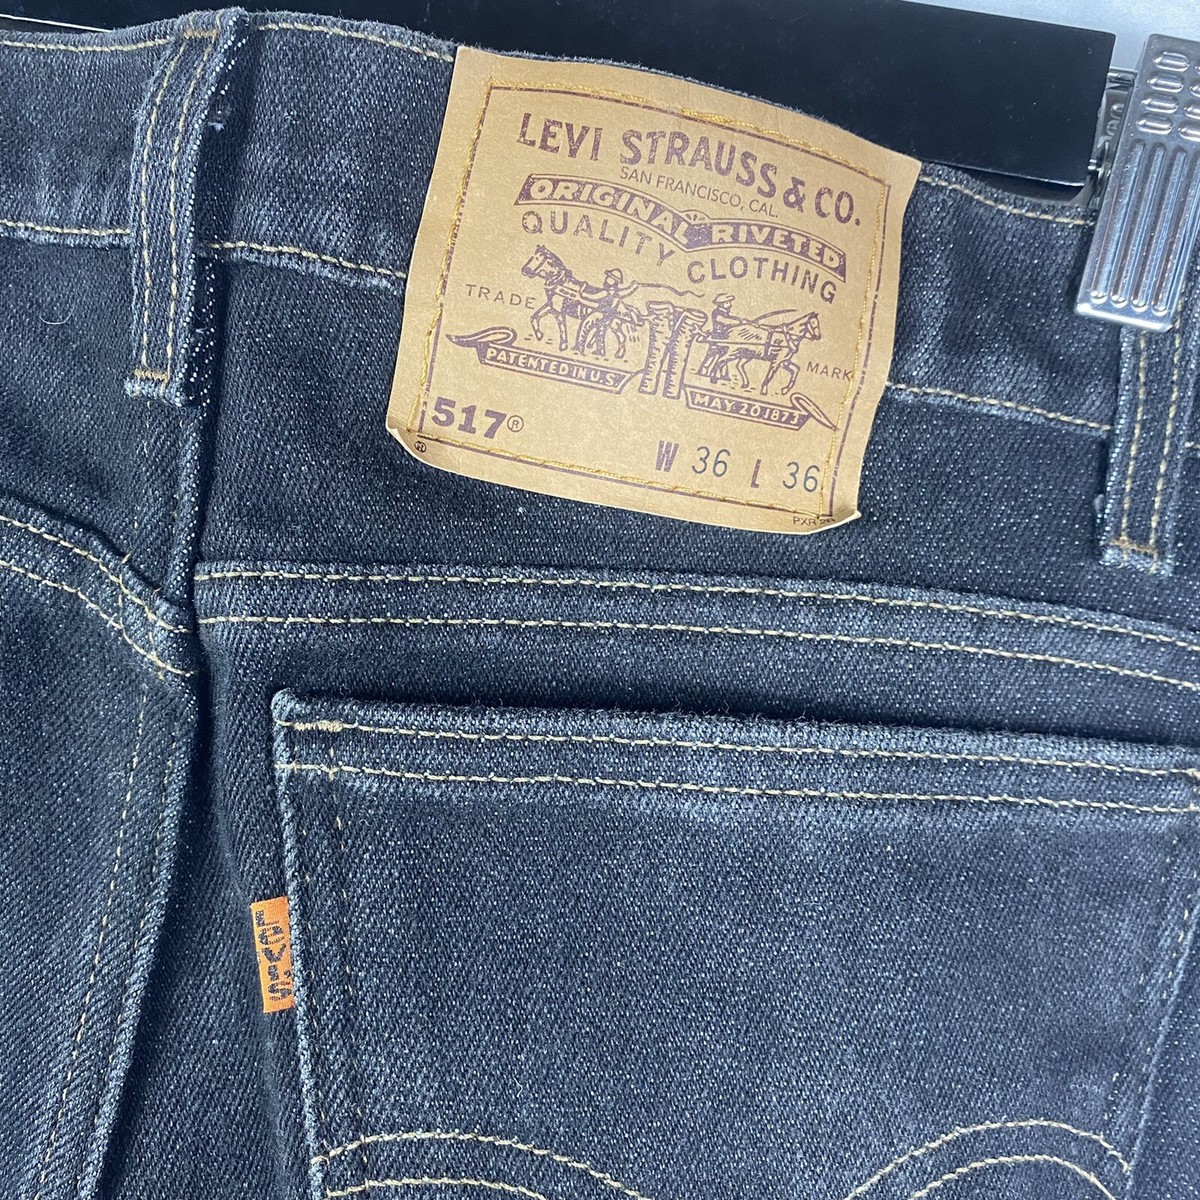 LEVI STRAUSS & CO.
SAN FRANCISCO, CAL.
ORIGINAL RIVETED
QUALITY CLOTHING
TRADE MARK
PATENTED IN U.S. MAY 20 1873
517®
W 36 L 36
®
LEVI'S